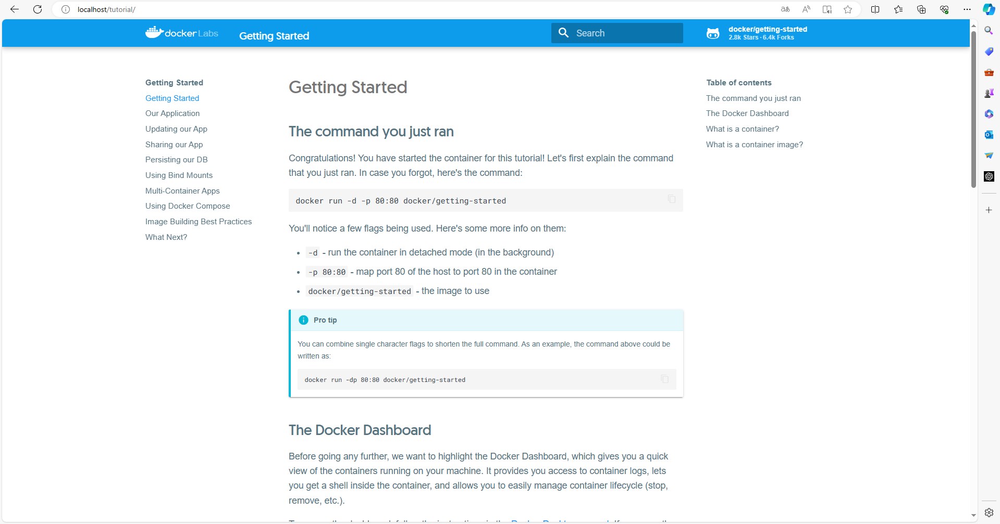 localhost/tutorial/
dockerLabs
Getting Started
Search
docker/getting-started
2.8k Stars · 6.4k Forks
Getting Started
Getting Started
Our Application
Updating our App
Sharing our App
Persisting our DB
Using Bind Mounts
Multi-Container Apps
Using Docker Compose
Image Building Best Practices
What Next?
Getting Started
The command you just ran
Congratulations! You have started the container for this tutorial! Let's first explain the command
that you just ran. In case you forgot, here's the command:
docker run -d -p 80:80 docker/getting-started
You'll notice a few flags being used. Here's some more info on them:
• -d - run the container in detached mode (in the background)
• -p 80:80 - map port 80 of the host to port 80 in the container
• docker/getting-started - the image to use
Pro tip
You can combine single character flags to shorten the full command. As an example, the command above could be
written as:
docker run -dp 80:80 docker/getting-started
The Docker Dashboard
Before going any further, we want to highlight the Docker Dashboard, which gives you a quick
view of the containers running on your machine. It provides you access to container logs, lets
you get a shell inside the container, and allows you to easily manage container lifecycle (stop,
remove, etc.).
Table of contents
The command you just ran
The Docker Dashboard
What is a container?
What is a container image?